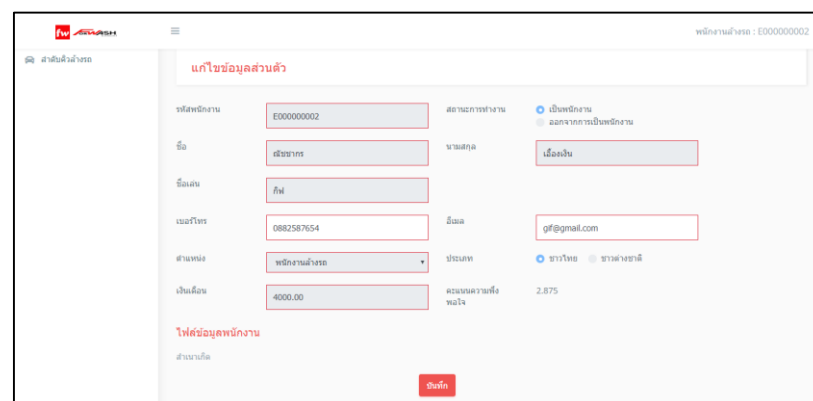 fw WASH
พนักงานล้างรถ : E000000002
ลำดับคิวล้างรถ
แก้ไขข้อมูลส่วนตัว
รหัสพนักงาน E000000002 สถานะการทำงาน เป็นพนักงาน
ออกจากการเป็นพนักงาน
ชื่อ ณัชชากร นามสกุล เอื้องเงิน
ชื่อเล่น กิฟ
เบอร์โทร 0882587654 อีเมล gif@gmail.com
ตำแหน่ง พนักงานล้างรถ ประเภท ชาวไทย ชาวต่างชาติ
เงินเดือน 4000.00 คะแนนความพึง 2.875
พอใจ
ไฟล์ข้อมูลพนักงาน
สำเนาเกิด
บันทึก